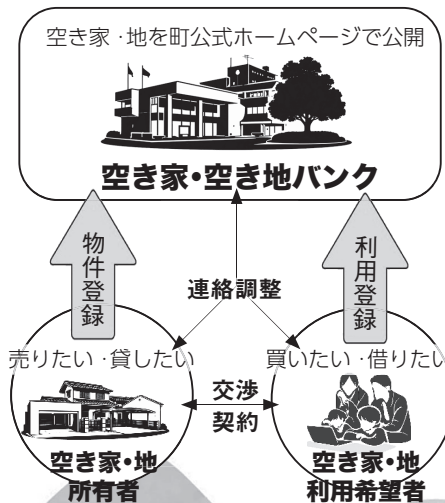 空き家・地を町公式ホームページで公開
空き家・空き地バンク
物件登録
利用登録
連絡調整
売りたい・貸したい
買いたい・借りたい
交渉
契約
空き家・地
所有者
空き家・地
利用希望者